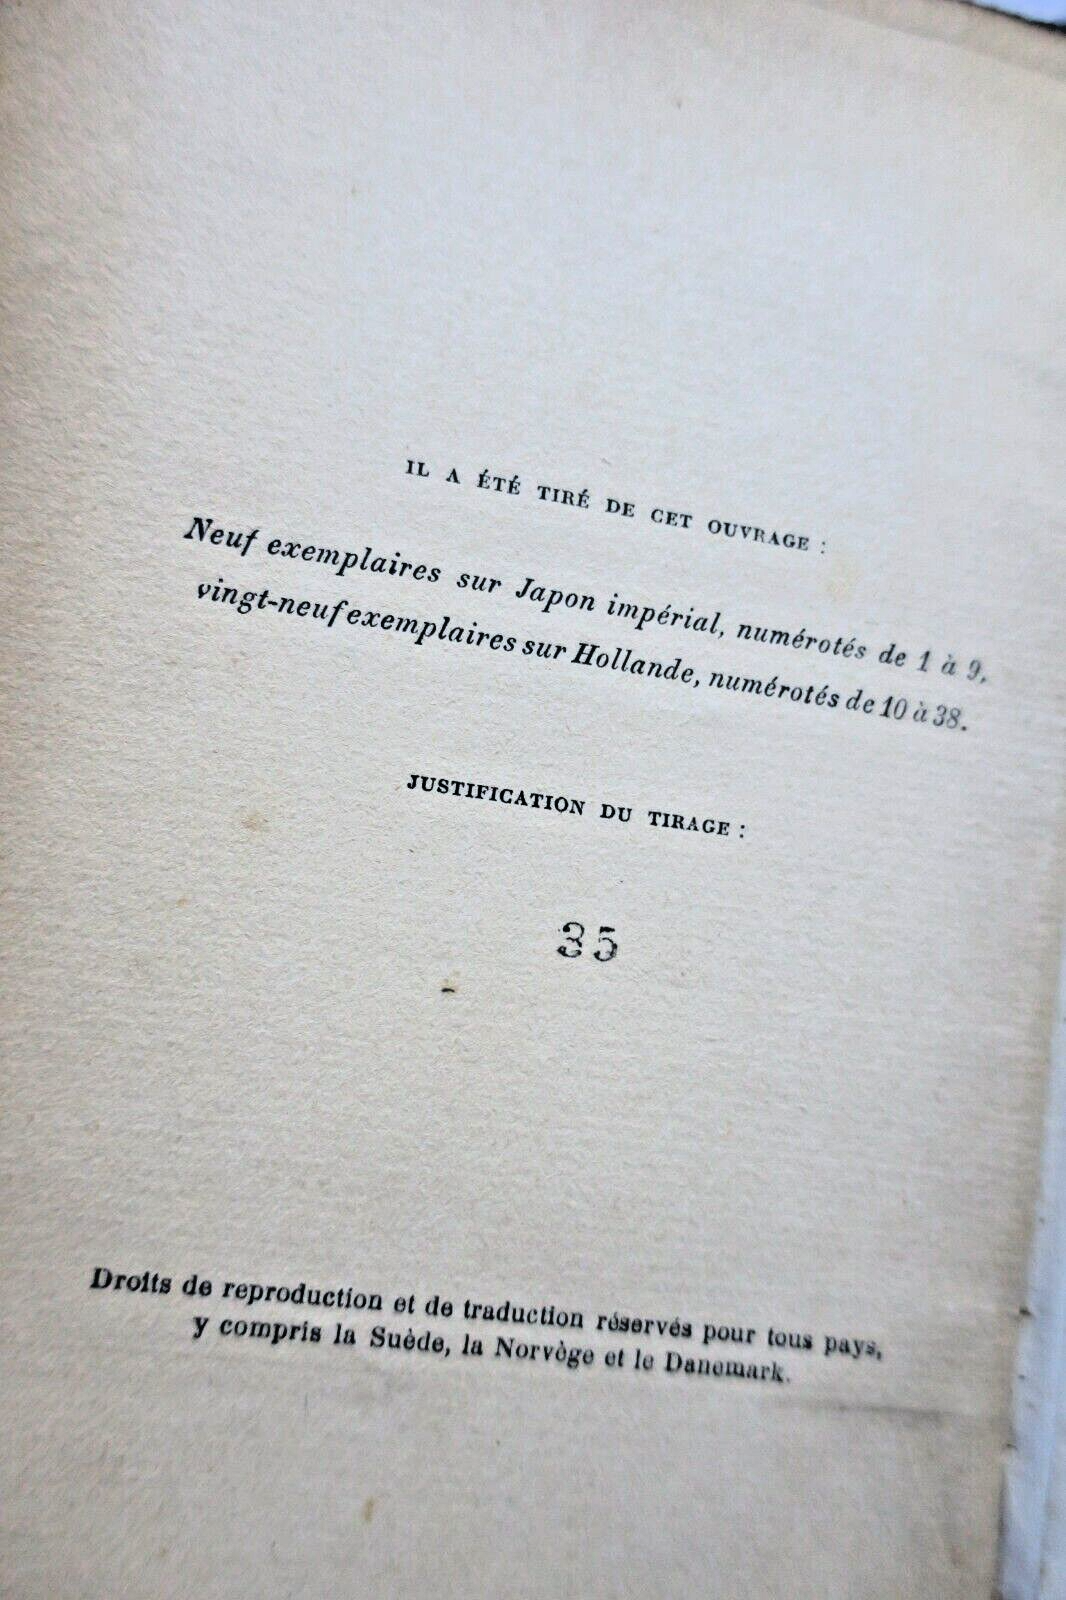 IL A ÉTÉ TIRÉ DE CET OUVRAGE :
Neuf exemplaires sur Japon impérial, numérotés de 1 à 9,
vingt-neuf exemplaires sur Hollande, numérotés de 10 à 38.
JUSTIFICATION DU TIRAGE :
35
Droits de reproduction et de traduction réservés pour tous pays,
y compris la Suède, la Norvège et le Danemark.